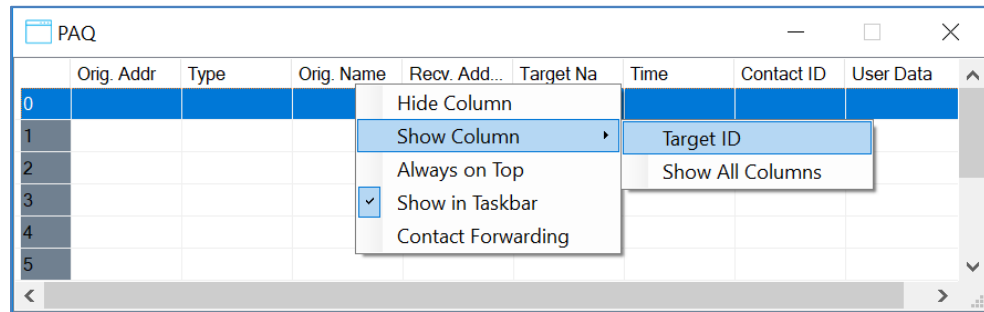 PAQ
Orig. Addr Type Orig. Name Recv. Add... Target Na Time Contact ID User Data
0
Hide Column
1
Show Column
Target ID
2
Always on Top
Show All Columns
3
Show in Taskbar
4
Contact Forwarding
5